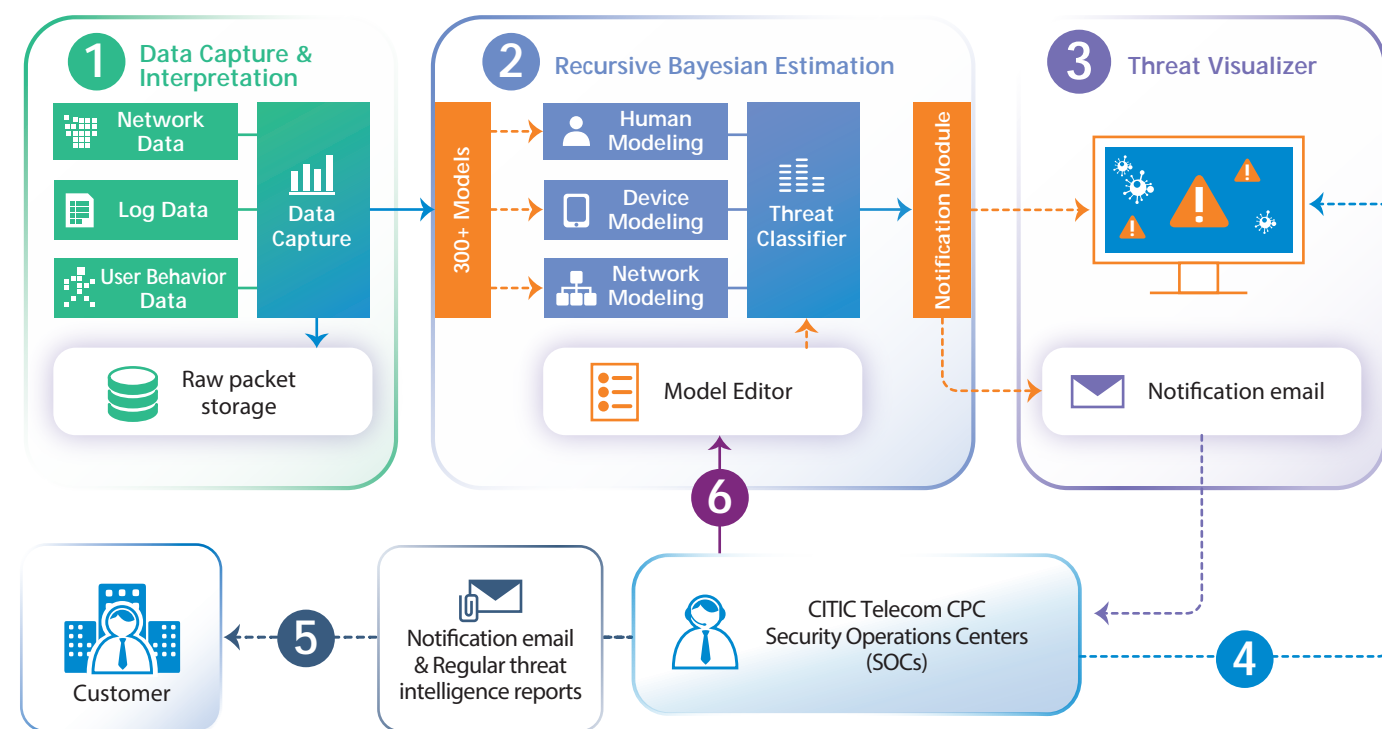 1
Data Capture &
Interpretation
Network
Data
Log Data
User Behavior
Data
Data
Capture
Raw packet
storage
2
Recursive Bayesian Estimation
300+ Models
Human
Modeling
Device
Modeling
Network
Modeling
Threat
Classifier
Notification Module
Model Editor
3
Threat Visualizer
Notification email
6
Customer
5
Notification email
& Regular threat
intelligence reports
CITIC Telecom CPC
Security Operations Centers
(SOCs)
4